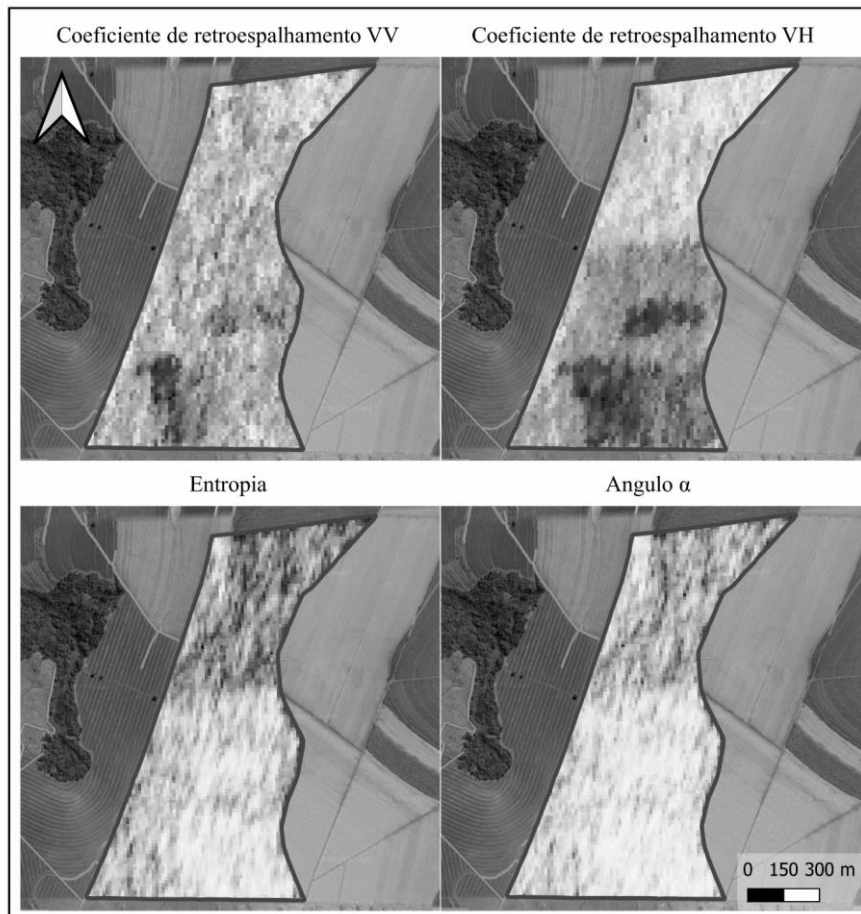 Coeficiente de retroespalhamento VV
Coeficiente de retroespalhamento VH
Entropia
Angulo α
0 150 300 m